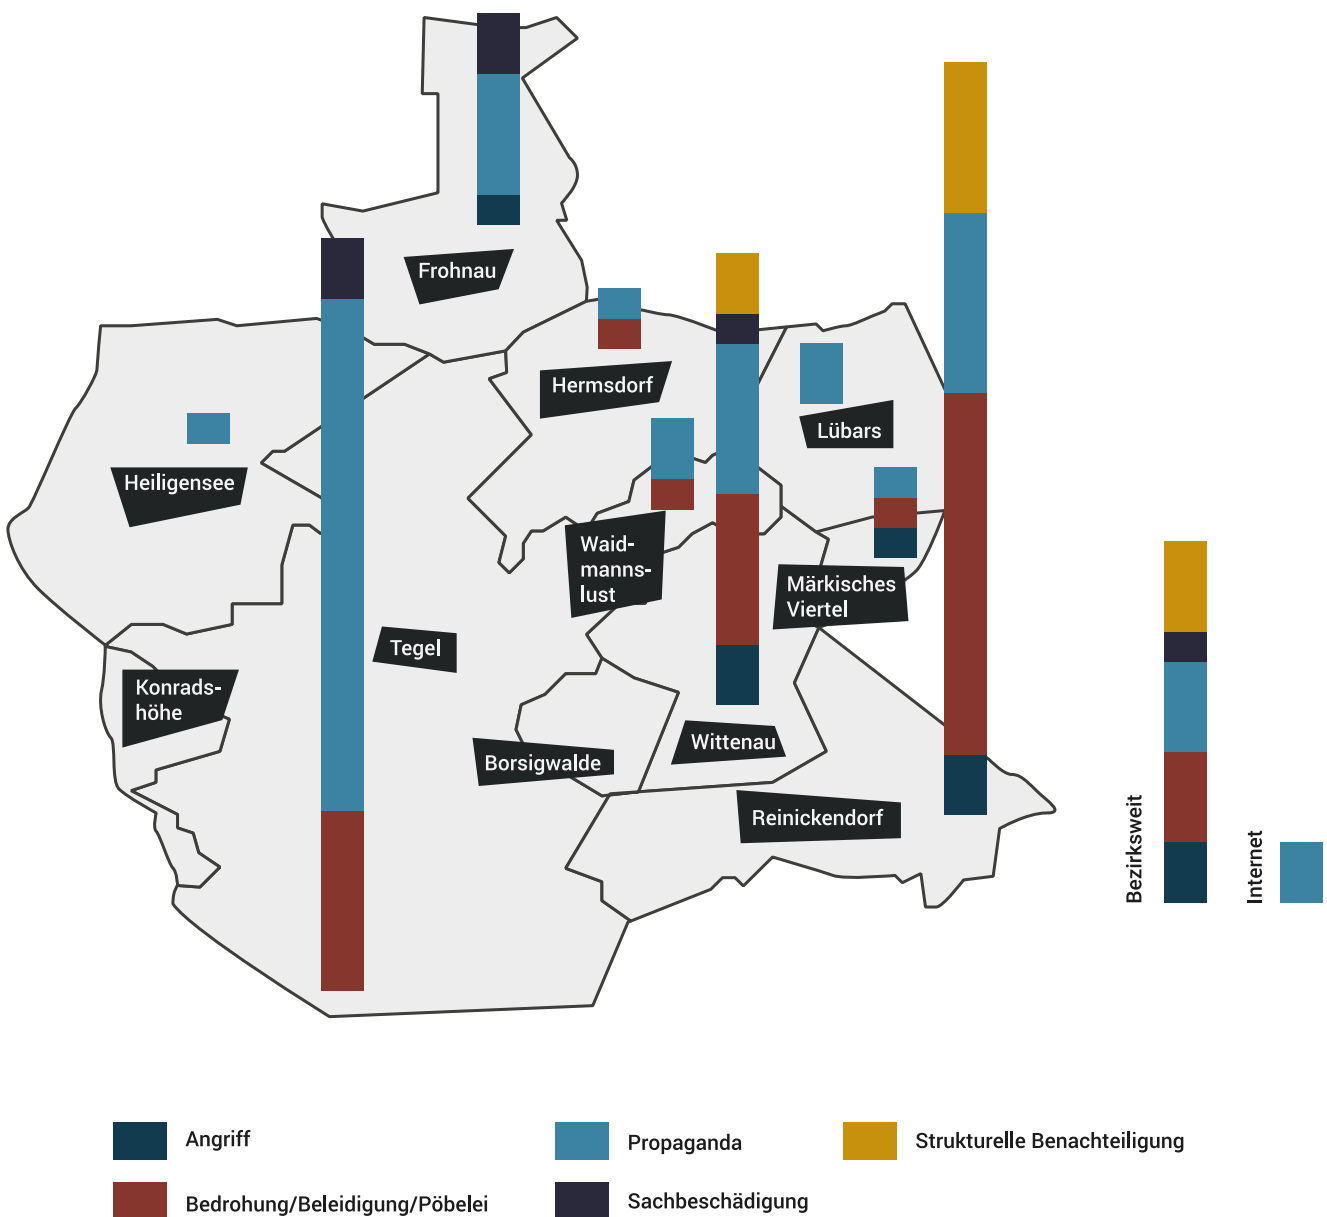 Frohnau
Hermsdorf
Lübars
Heiligensee
Waid-
manns-
lust
Märkisches
Viertel
Tegel
Konrads-
höhe
Wittenau
Borsigwalde
Reinickendorf
Bezirksweit
Internet
Angriff
Propaganda
Strukturelle Benachteiligung
Bedrohung/Beleidigung/Pöbelei
Sachbeschädigung